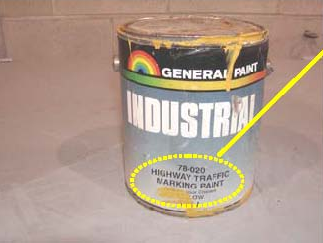 GENERAL PAINT
INDUSTRIAL
78-020
HIGHWAY TRAFFIC
MARKING PAINT